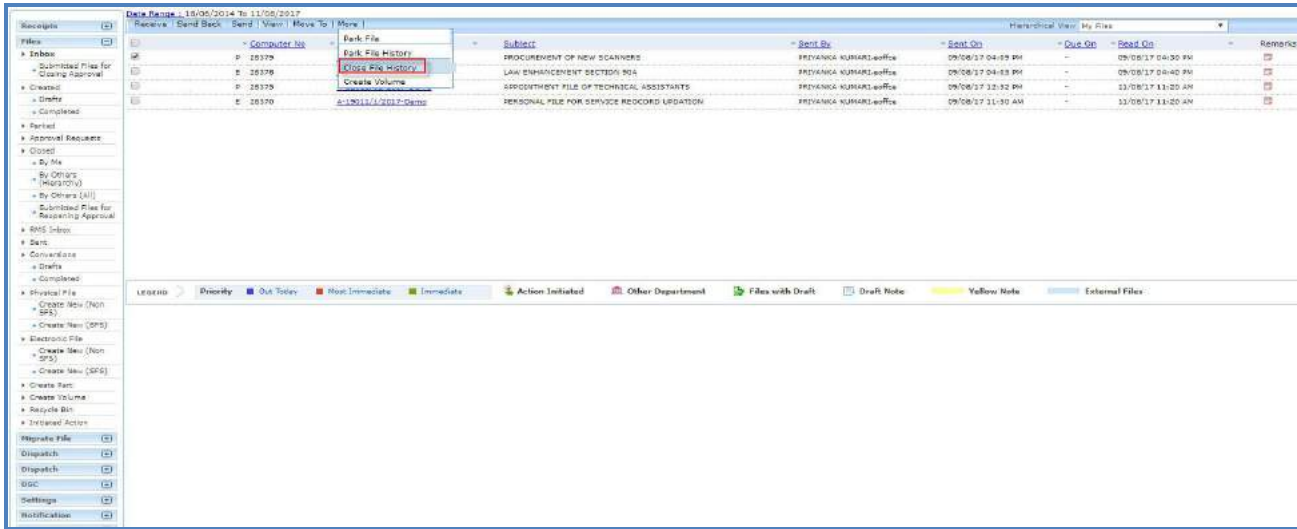 Date Range : 18/06/2014 To 11/08/2017
Receive | Send Back | Send | View | Move To | More |
Hierarchical View My Files
Park File
Park File History
Close File History
Create Volume
Computer No
Subject
Sent By
Sent On
Due On
Read On
Remarks
P 28379
PROCUREMENT OF NEW SCANNERS
PRIYANKA KUMARI.eoffice
09/08/17 04:05 PM
-
09/08/17 04:30 PM
E 28378
LAW ENHANCEMENT SECTION 50A
PRIYANKA KUMARI.eoffice
09/08/17 04:03 PM
-
09/08/17 04:40 PM
P 28375
APPOINTMENT FILE OF TECHNICAL ASSISTANTS
PRIYANKA KUMARI.eoffice
09/08/17 12:32 PM
-
11/08/17 11:20 AM
E 28370
A-19011/1/2017-Demo
PERSONAL FILE FOR SERVICE REOCORD UPDATION
PRIYANKA KUMARI.eoffice
09/08/17 11:30 AM
-
11/08/17 11:20 AM
Receipts
Files
Inbox
Submitted Files for
Closing Approval
Created
Drafts
Completed
Parked
Approval Requests
Closed
By Me
By Others
(Hierarchy)
By Others (All)
Submitted Files for
Reopening Approval
RMS Inbox
Sent
Conversions
Drafts
Completed
Physical File
Create New (Non
SFS)
Create New (SFS)
Electronic File
Create New (Non
SFS)
Create New (SFS)
Create Part
Create Volume
Recycle Bin
Initiated Action
Migrate File
Dispatch
Dispatch
DSC
Settings
Notification
LEGEND Priority Out Today Most Immediate Immediate Action Initiated Other Department Files with Draft Draft Note Yellow Note External Files